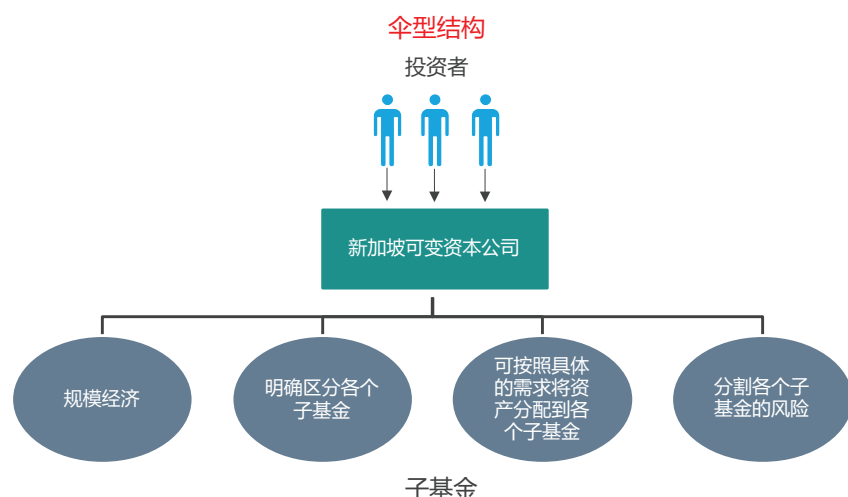 伞型结构
投资者
新加坡可变资本公司
规模经济
明确区分各个
子基金
可按照具体
的需求将资
产分配到各
个子基金
分割各个子
基金的风险
子基金